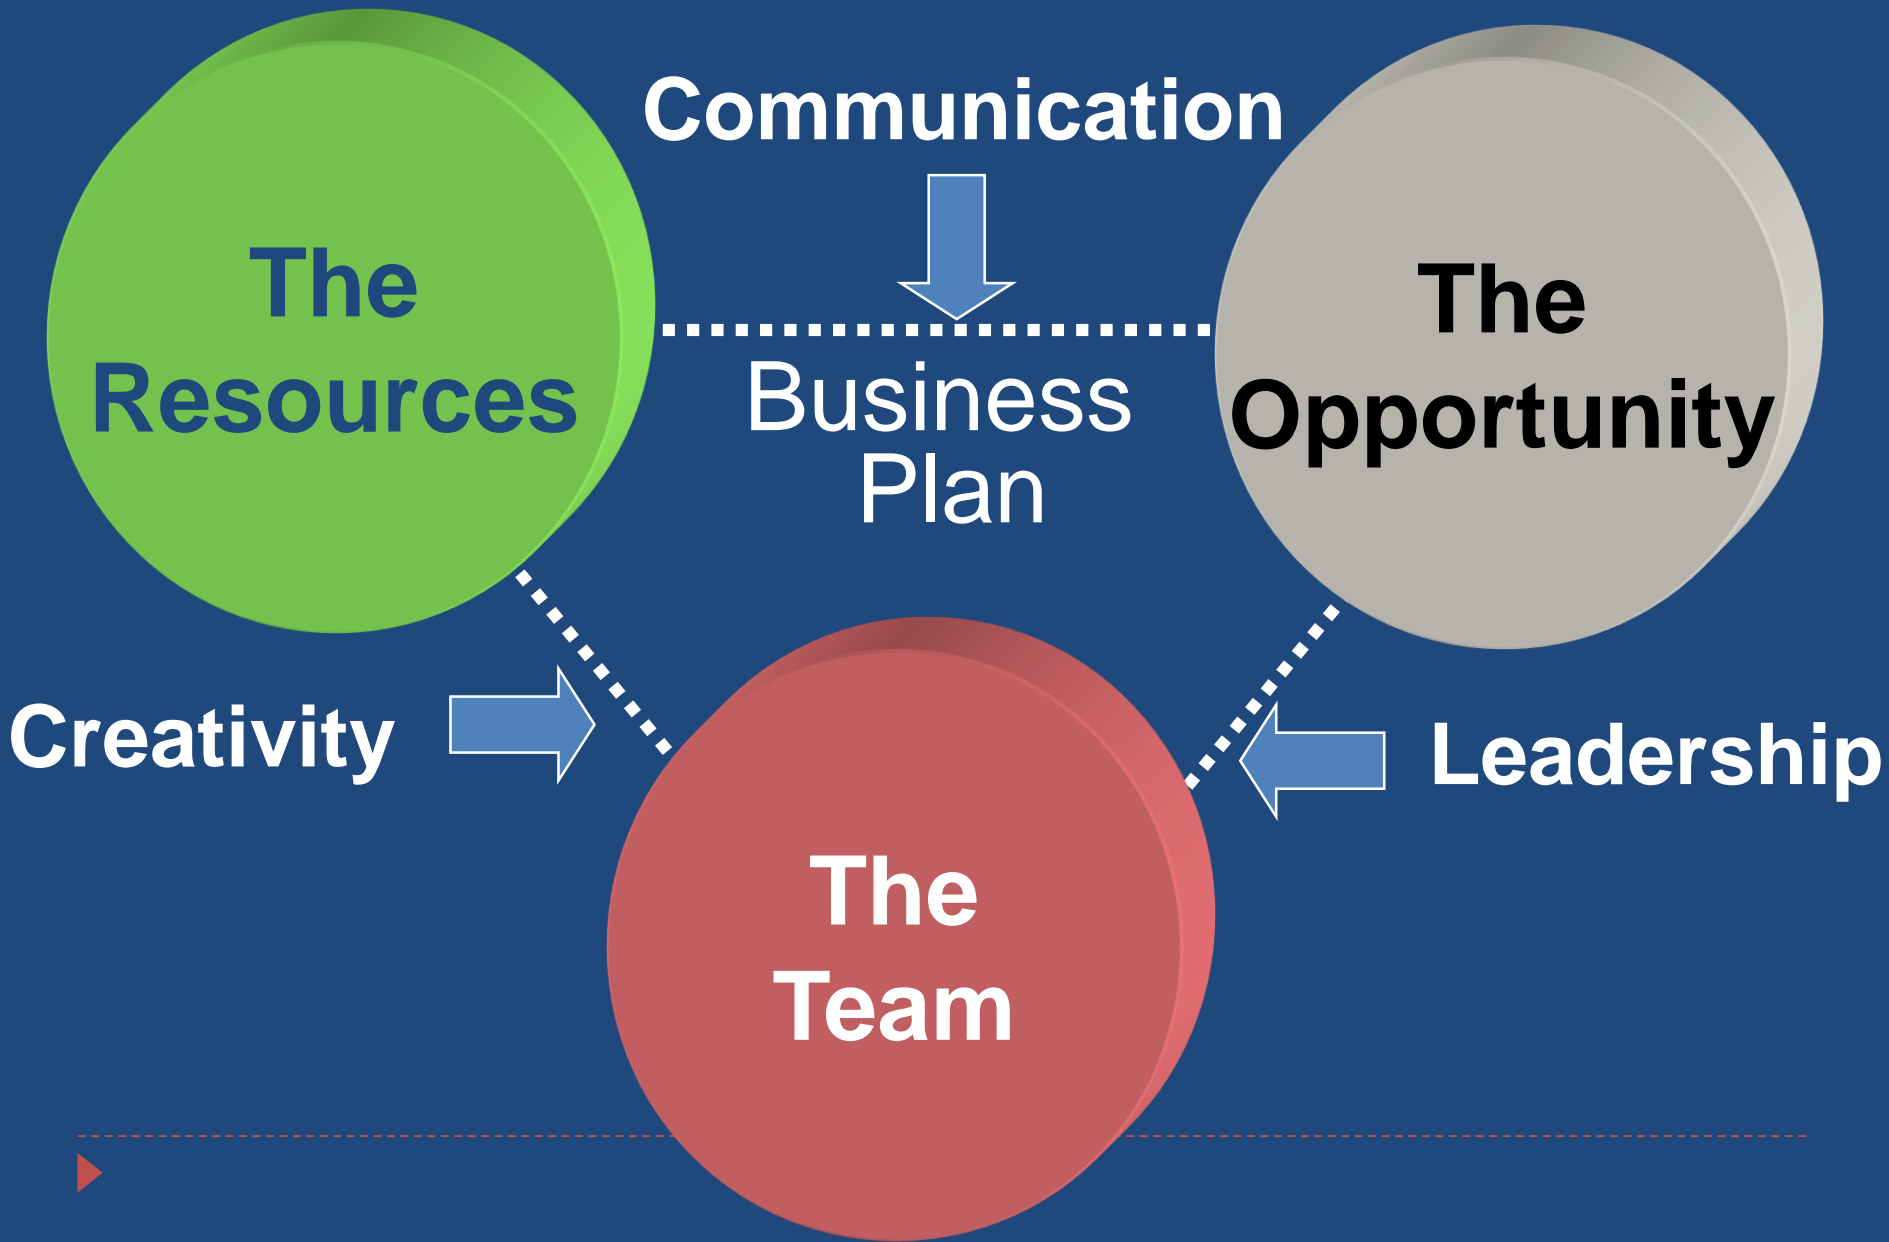 Communication
The
Resources
The
Opportunity
Business
Plan
Creativity
Leadership
The
Team